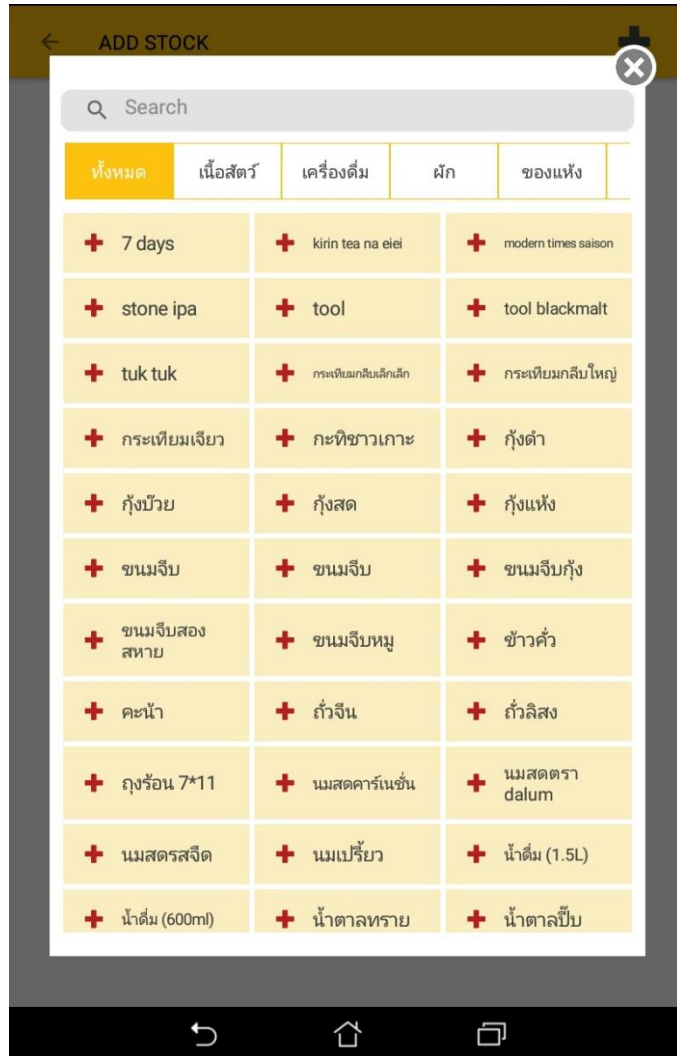 ADD STOCK
Search
ทั้งหมด เนื้อสัตว์ เครื่องดื่ม ผัก ของแห้ง
7 days kirin tea na eiei modern times saison
stone ipa tool tool blackmalt
tuk tuk กระเทียมกลีบเล็กเล็ก กระเทียมกลีบใหญ่
กระเทียมเจียว กะทิชาวเกาะ กุ้งดำ
กุ้งบ๊วย กุ้งสด กุ้งแห้ง
ขนมจีบ ขนมจีบ ขนมจีบกุ้ง
ขนมจีบสอง
สหาย ขนมจีบหมู ข้าวคั่ว
คะน้า ถั่วจีน ถั่วลิสง
ถุงร้อน 7*11 นมสดคาร์เนชั่น นมสดตรา
dalum
นมสดรสจืด นมเปรี้ยว น้ำดื่ม (1.5L)
น้ำดื่ม (600ml) น้ำตาลทราย น้ำตาลปี๊บ